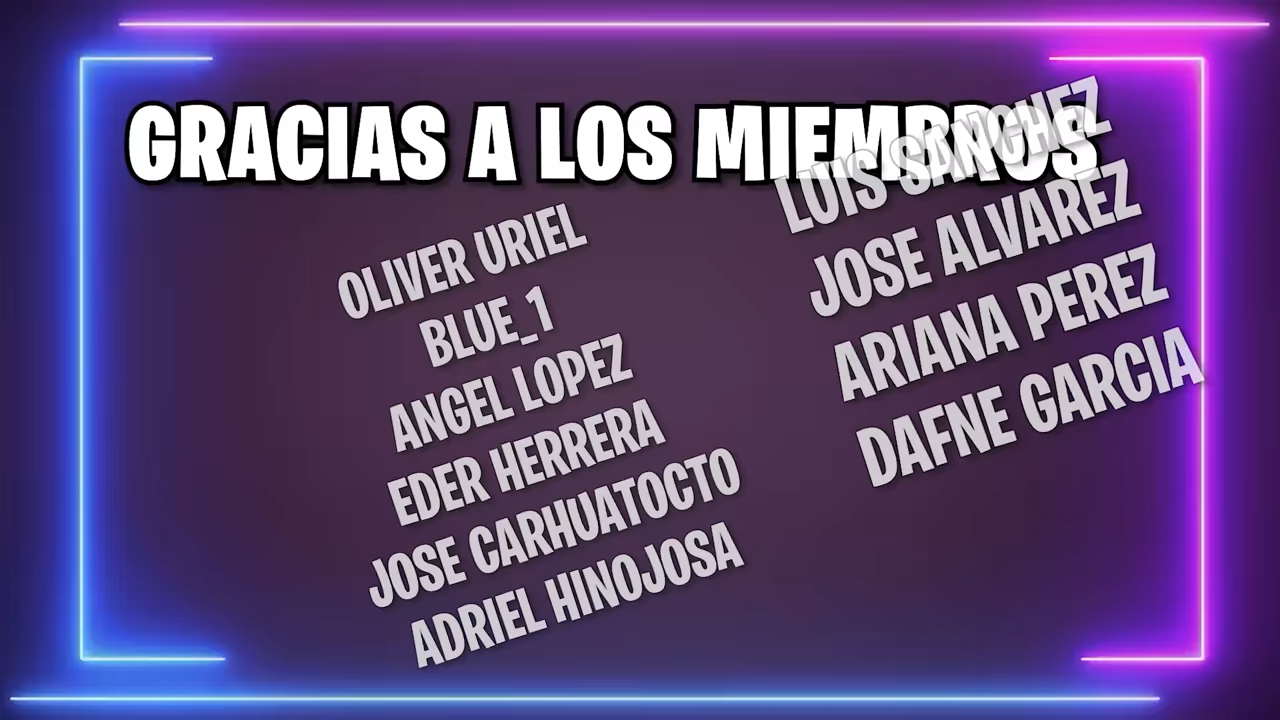 GRACIAS A LOS MIEMBROS
OLIVER URIEL
BLUE_1
ANGEL LOPEZ
EDER HERRERA
JOSE CARHUATOCTO
ADRIEL HINOJOSA
LUIS SANCHEZ
JOSE ALVAREZ
ARIANA PEREZ
DAFNE GARCIA